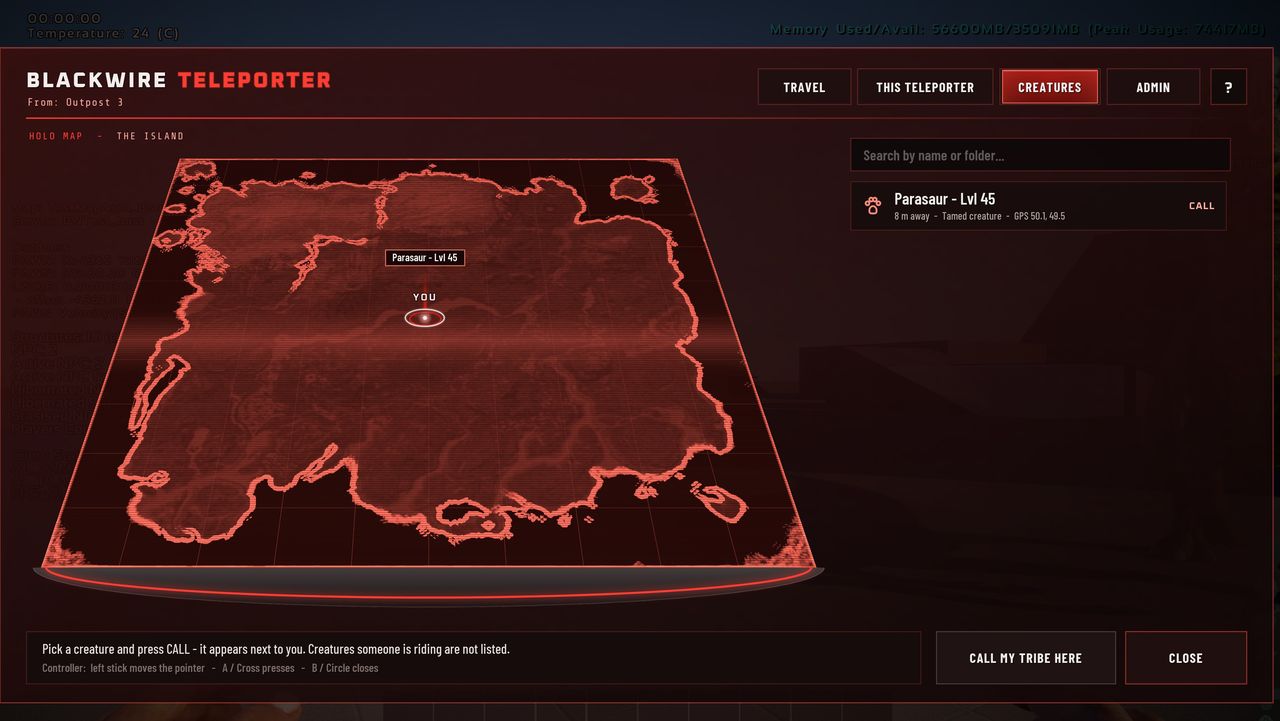 00:00:00
Temperature: 24 (C)
Memory Used/Avail: 56600MB/35091MB (Peak Usage: 74417MB)
BLACKWIRE TELEPORTER
From: Outpost 3
TRAVEL
THIS TELEPORTER
CREATURES
ADMIN
?
HOLO MAP - THE ISLAND
Search by name or folder...
Parasaur - Lvl 45
8 m away - Tamed creature - GPS 50.1, 49.5
CALL
Parasaur - Lvl 45
YOU
Pick a creature and press CALL - it appears next to you. Creatures someone is riding are not listed.
Controller: left stick moves the pointer - A / Cross presses - B / Circle closes
CALL MY TRIBE HERE
CLOSE